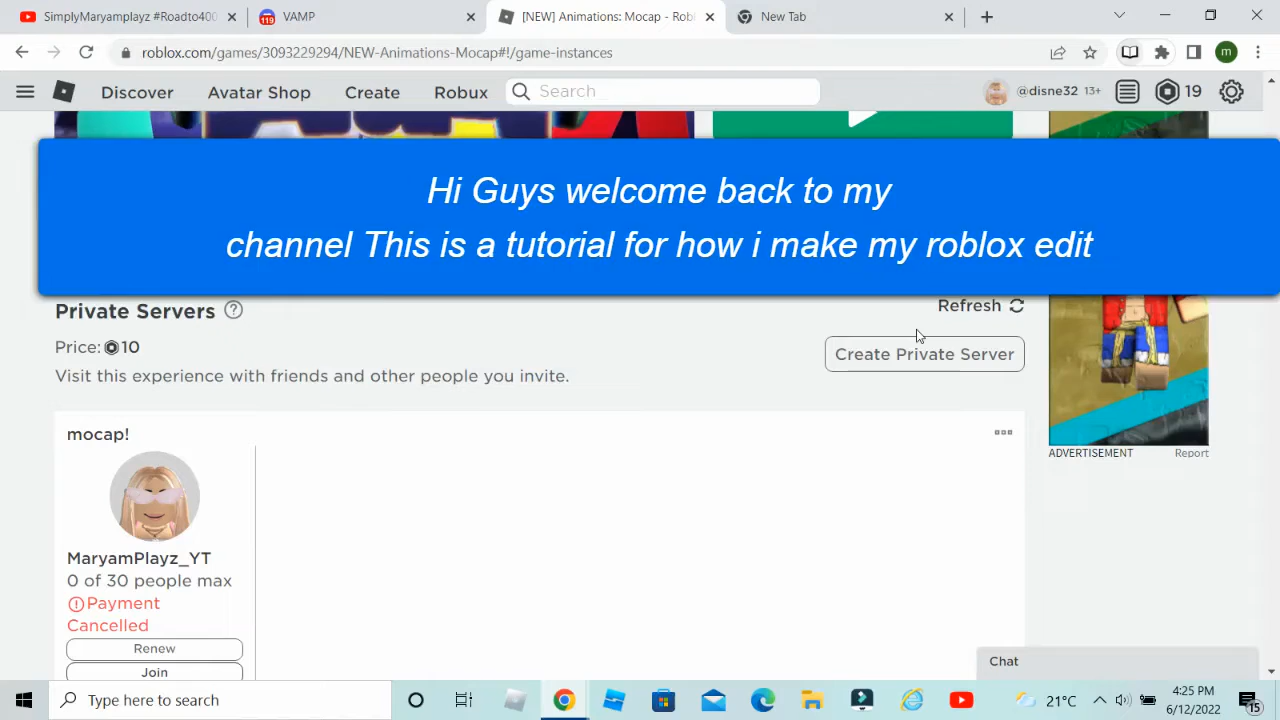 SimplyMaryamplayz #Roadto400
119
VAMP
[NEW] Animations: Mocap - Rob
New Tab
roblox.com/games/3093229294/NEW-Animations-Mocap#!/game-instances
m
Discover
Avatar Shop
Create
Robux
Search
@disne32 13+
19
Hi Guys welcome back to my
channel This is a tutorial for how i make my roblox edit
Private Servers
Refresh
Price: 10
Create Private Server
Visit this experience with friends and other people you invite.
mocap!
ADVERTISEMENT
Report
MaryamPlayz_YT
0 of 30 people max
Payment
Cancelled
Renew
Join
Chat
Type here to search
21°C
4:25 PM
6/12/2022
15